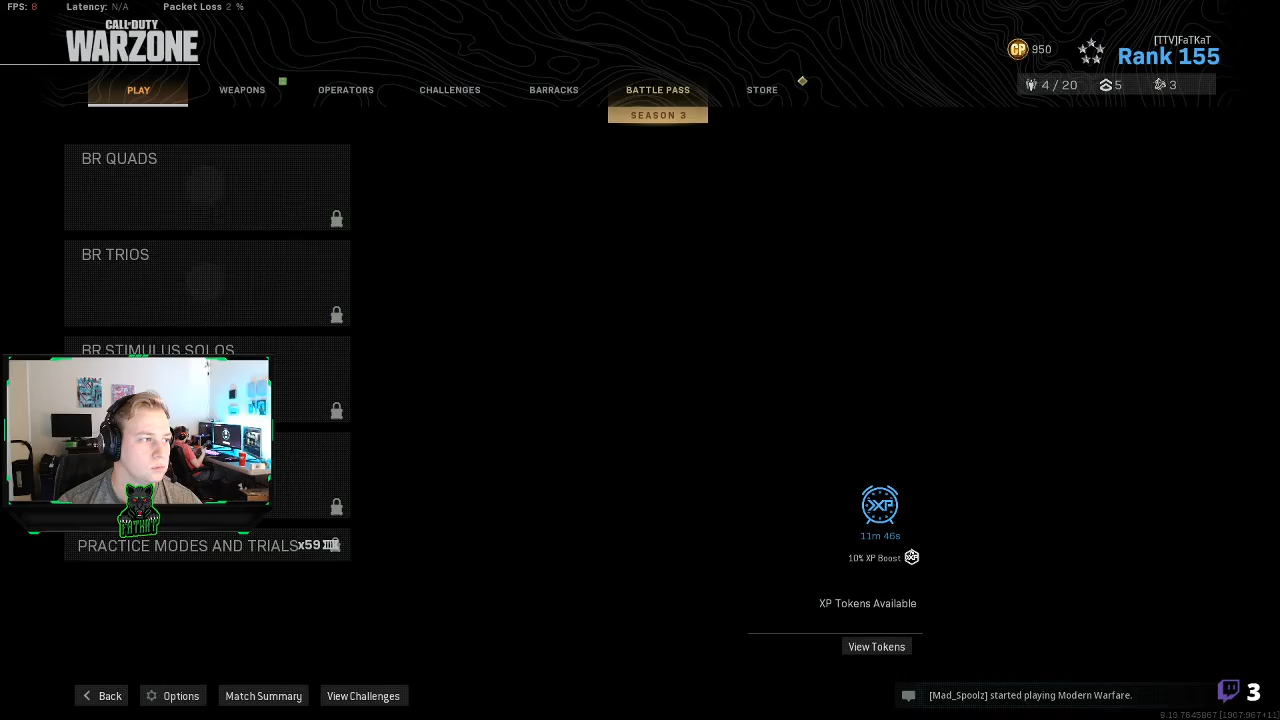 FPS: 8 Latency: N/A Packet Loss 2 %
CALL OF DUTY
WARZONE
CP 950
[TTV]FaTKaT
Rank 155
4 / 20 5 3
PLAY WEAPONS OPERATORS CHALLENGES BARRACKS BATTLE PASS STORE
SEASON 3
BR QUADS
BR TRIOS
BR STIMULUS SOLOS
FATKAT
PRACTICE MODES AND TRIALS x59
XP
11m 46s
10% XP Boost
XP Tokens Available
View Tokens
Back Options Match Summary View Challenges
[Mad_Spoolz] started playing Modern Warfare.
3